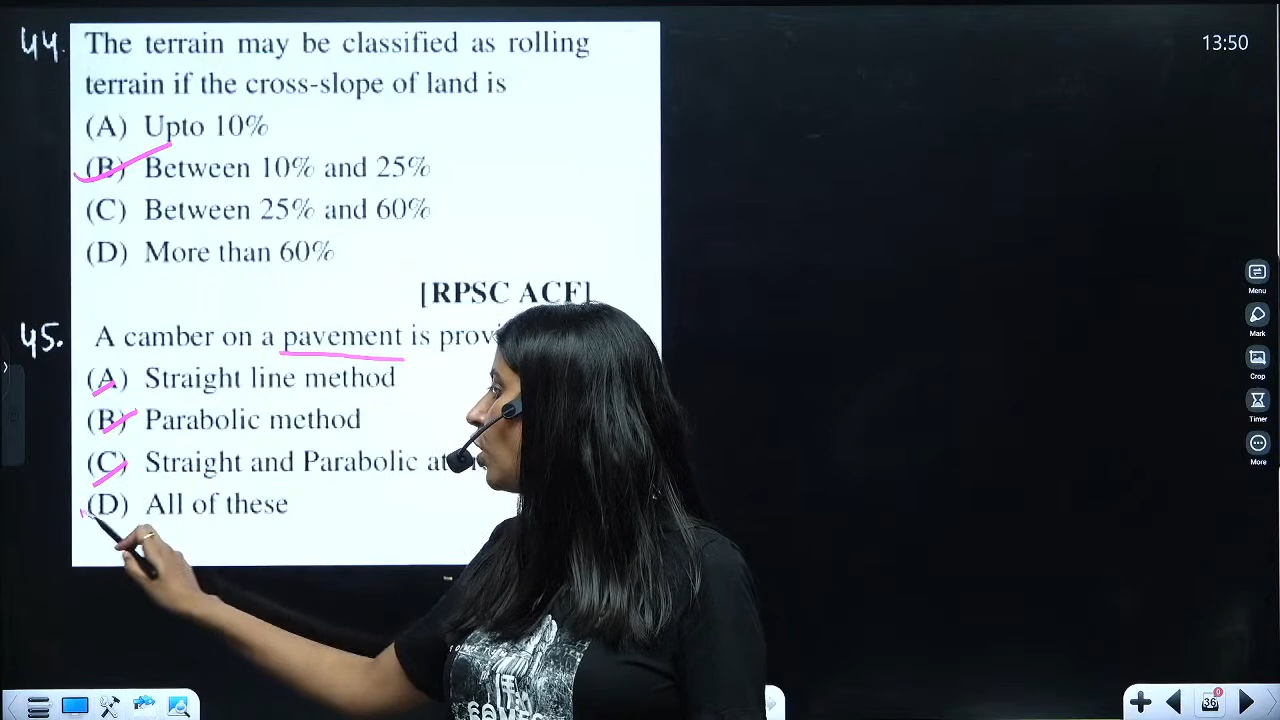 44. The terrain may be classified as rolling
13:50
terrain if the cross-slope of land is
(A) Upto 10%
(B) Between 10% and 25%
(C) Between 25% and 60%
(D) More than 60%
[RPSC ACF]
45. A camber on a pavement is
(A) Straight line method
(B) Parabolic method
(C) Straight and Parabolic
(D) All of these
Menu
Mark
Crop
Timer
More
36